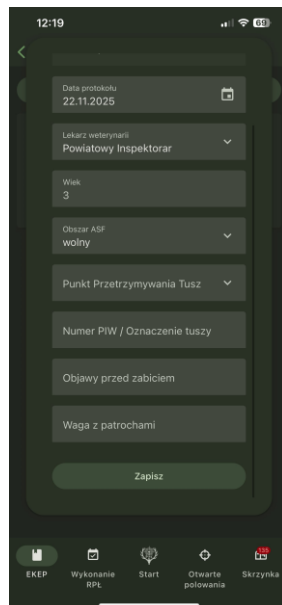 12:19
69
Data protokołu
22.11.2025
Lekarz weterynarii
Powiatowy Inspektorar
Wiek
3
Obszar ASF
wolny
Punkt Przetrzymywania Tusz
Numer PIW / Oznaczenie tuszy
Objawy przed zabiciem
Waga z patrochami
Zapisz
135
EKEP
Wykonanie
RPŁ
Start
Otwarte
polowania
Skrzynka